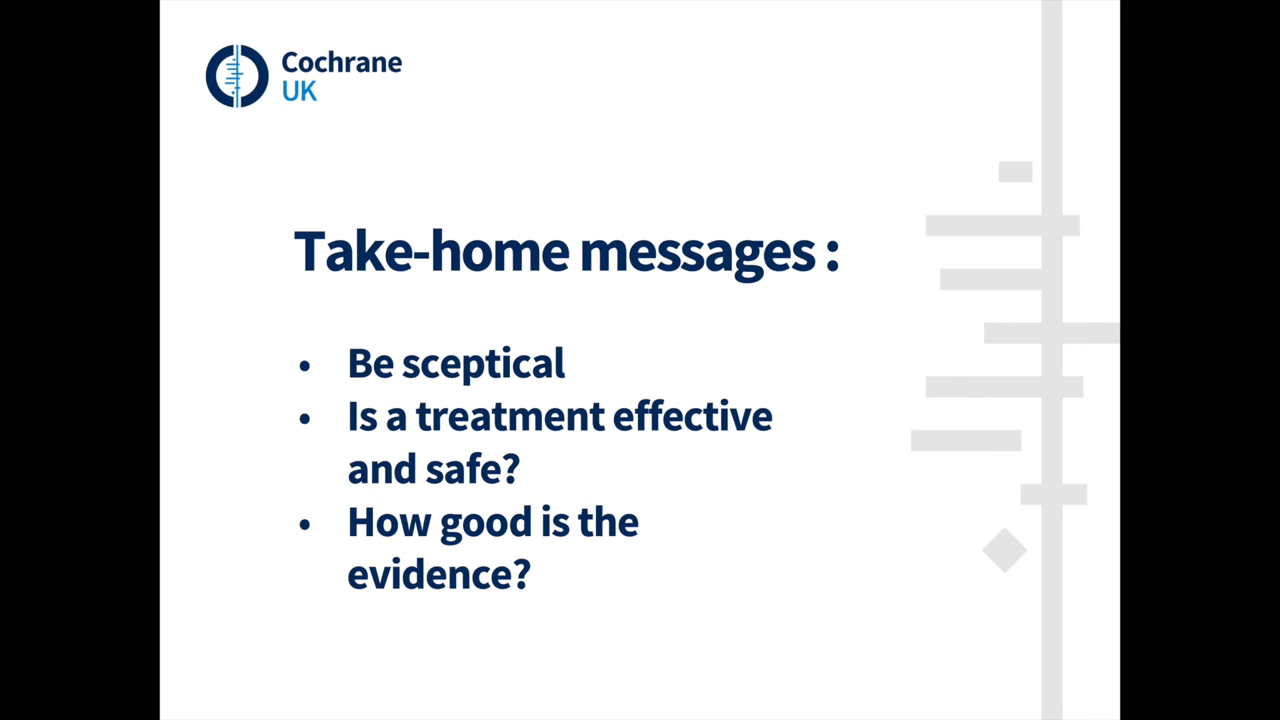 Cochrane
UK
Take-home messages :
• Be sceptical
• Is a treatment effective
and safe?
• How good is the
evidence?